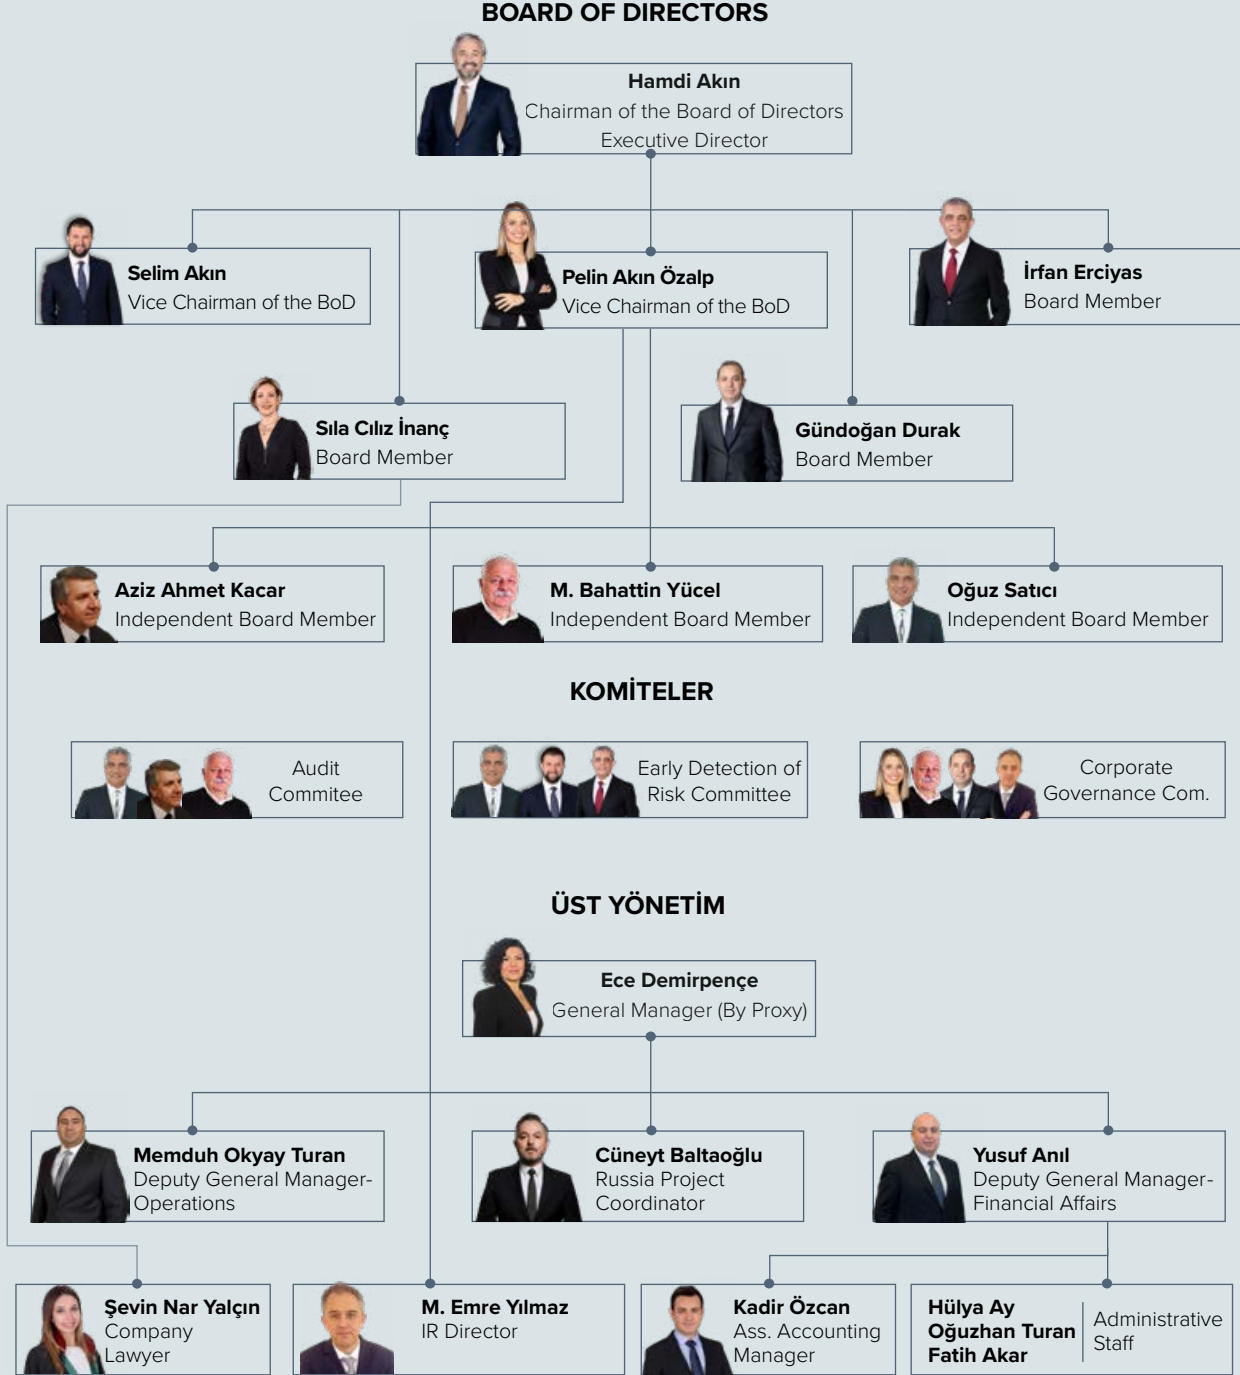 BOARD OF DIRECTORS
Hamdi Akın
Chairman of the Board of Directors
Executive Director
Selim Akın
Vice Chairman of the BoD
Pelin Akın Özalp
Vice Chairman of the BoD
İrfan Erciyas
Board Member
Sıla Cılız İnanç
Board Member
Gündoğan Durak
Board Member
Aziz Ahmet Kacar
Independent Board Member
M. Bahattin Yücel
Independent Board Member
Oğuz Satıcı
Independent Board Member
KOMİTELER
Audit
Commitee
Early Detection of
Risk Committee
Corporate
Governance Com.
ÜST YÖNETİM
Ece Demirpençe
General Manager (By Proxy)
Memduh Okyay Turan
Deputy General Manager-
Operations
Cüneyt Baltaoğlu
Russia Project
Coordinator
Yusuf Anıl
Deputy General Manager-
Financial Affairs
Şevin Nar Yalçın
Company
Lawyer
M. Emre Yılmaz
IR Director
Kadir Özcan
Ass. Accounting
Manager
Hülya Ay
Oğuzhan Turan
Fatih Akar
Administrative
Staff